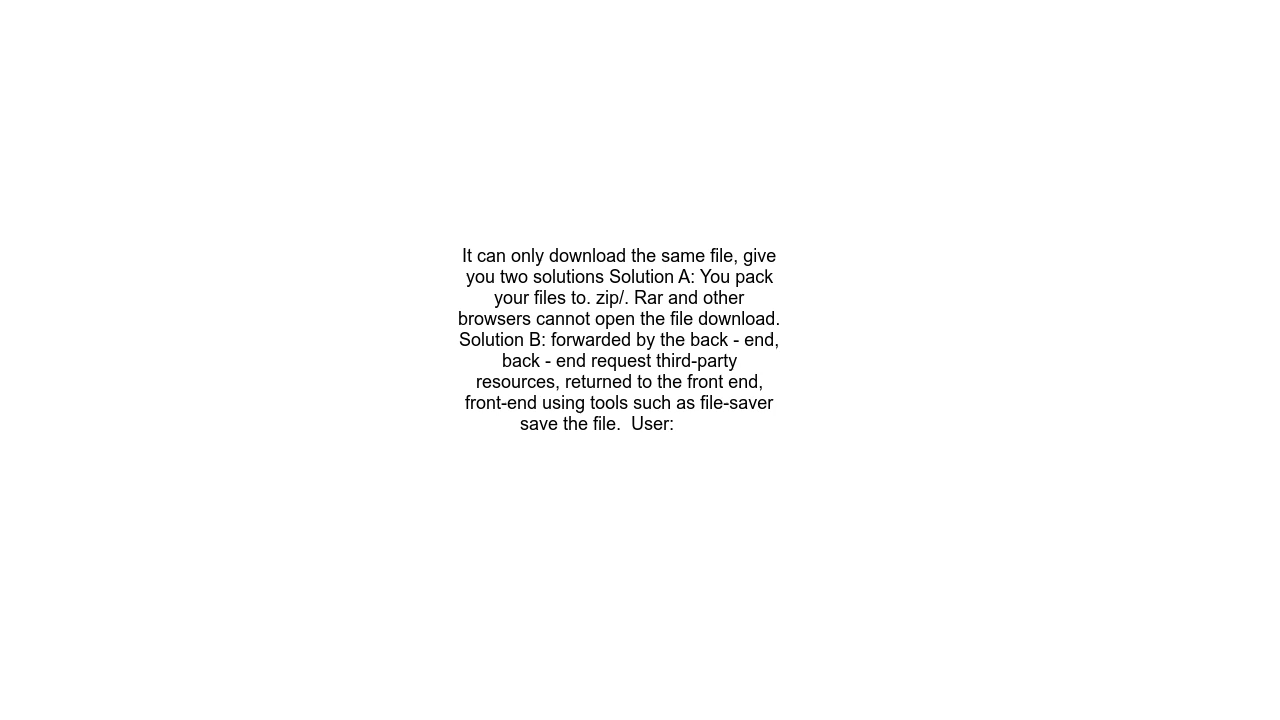 It can only download the same file, give
you two solutions Solution A: You pack
your files to. zip/. Rar and other
browsers cannot open the file download.
Solution B: forwarded by the back - end,
back - end request third-party
resources, returned to the front end,
front-end using tools such as file-saver
save the file.  User: